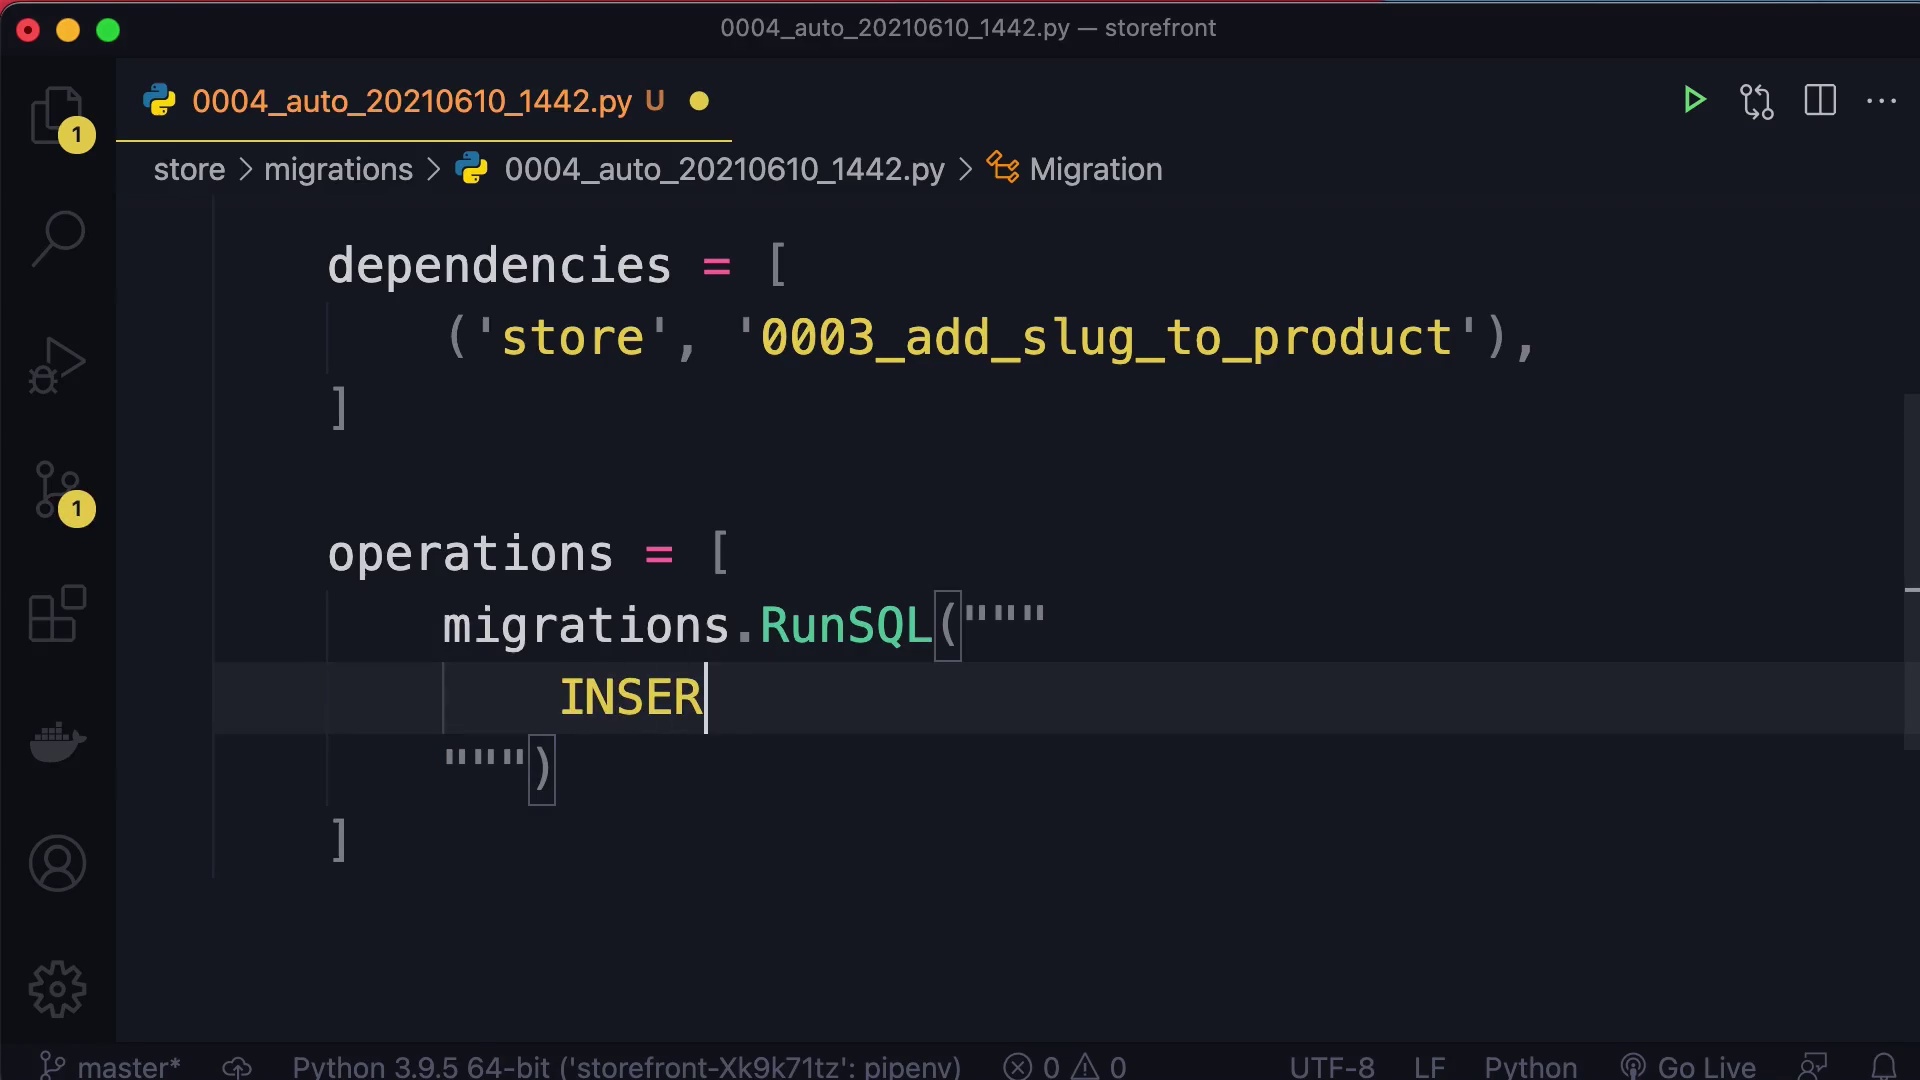 0004_auto_20210610_1442.py — storefront
0004_auto_20210610_1442.py U
1
store > migrations > 0004_auto_20210610_1442.py > Migration
dependencies = [
('store', '0003_add_slug_to_product'),
]
1
operations = [
migrations.RunSQL("""
INSER
""")
]
master* Python 3.9.5 64-bit ('storefront-Xk9k71tz': pipenv) 0 0 UTF-8 LF Python Go Live